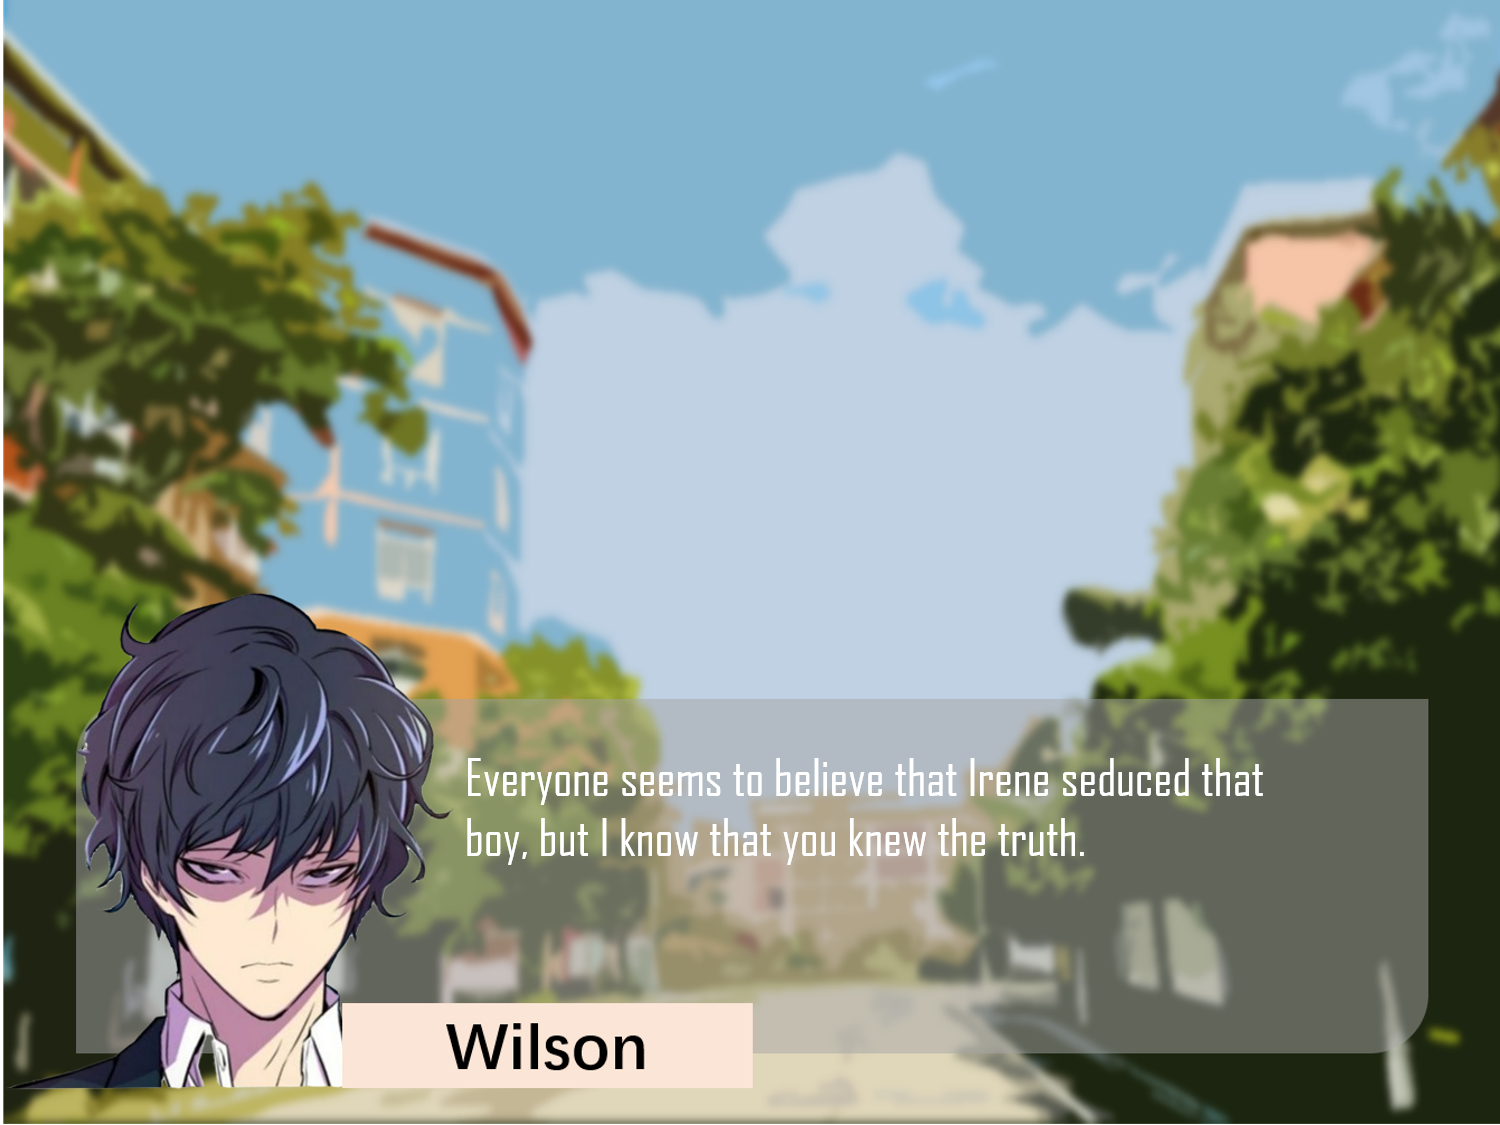 Everyone seems to believe that Irene seduced that
boy, but I know that you knew the truth.
Wilson